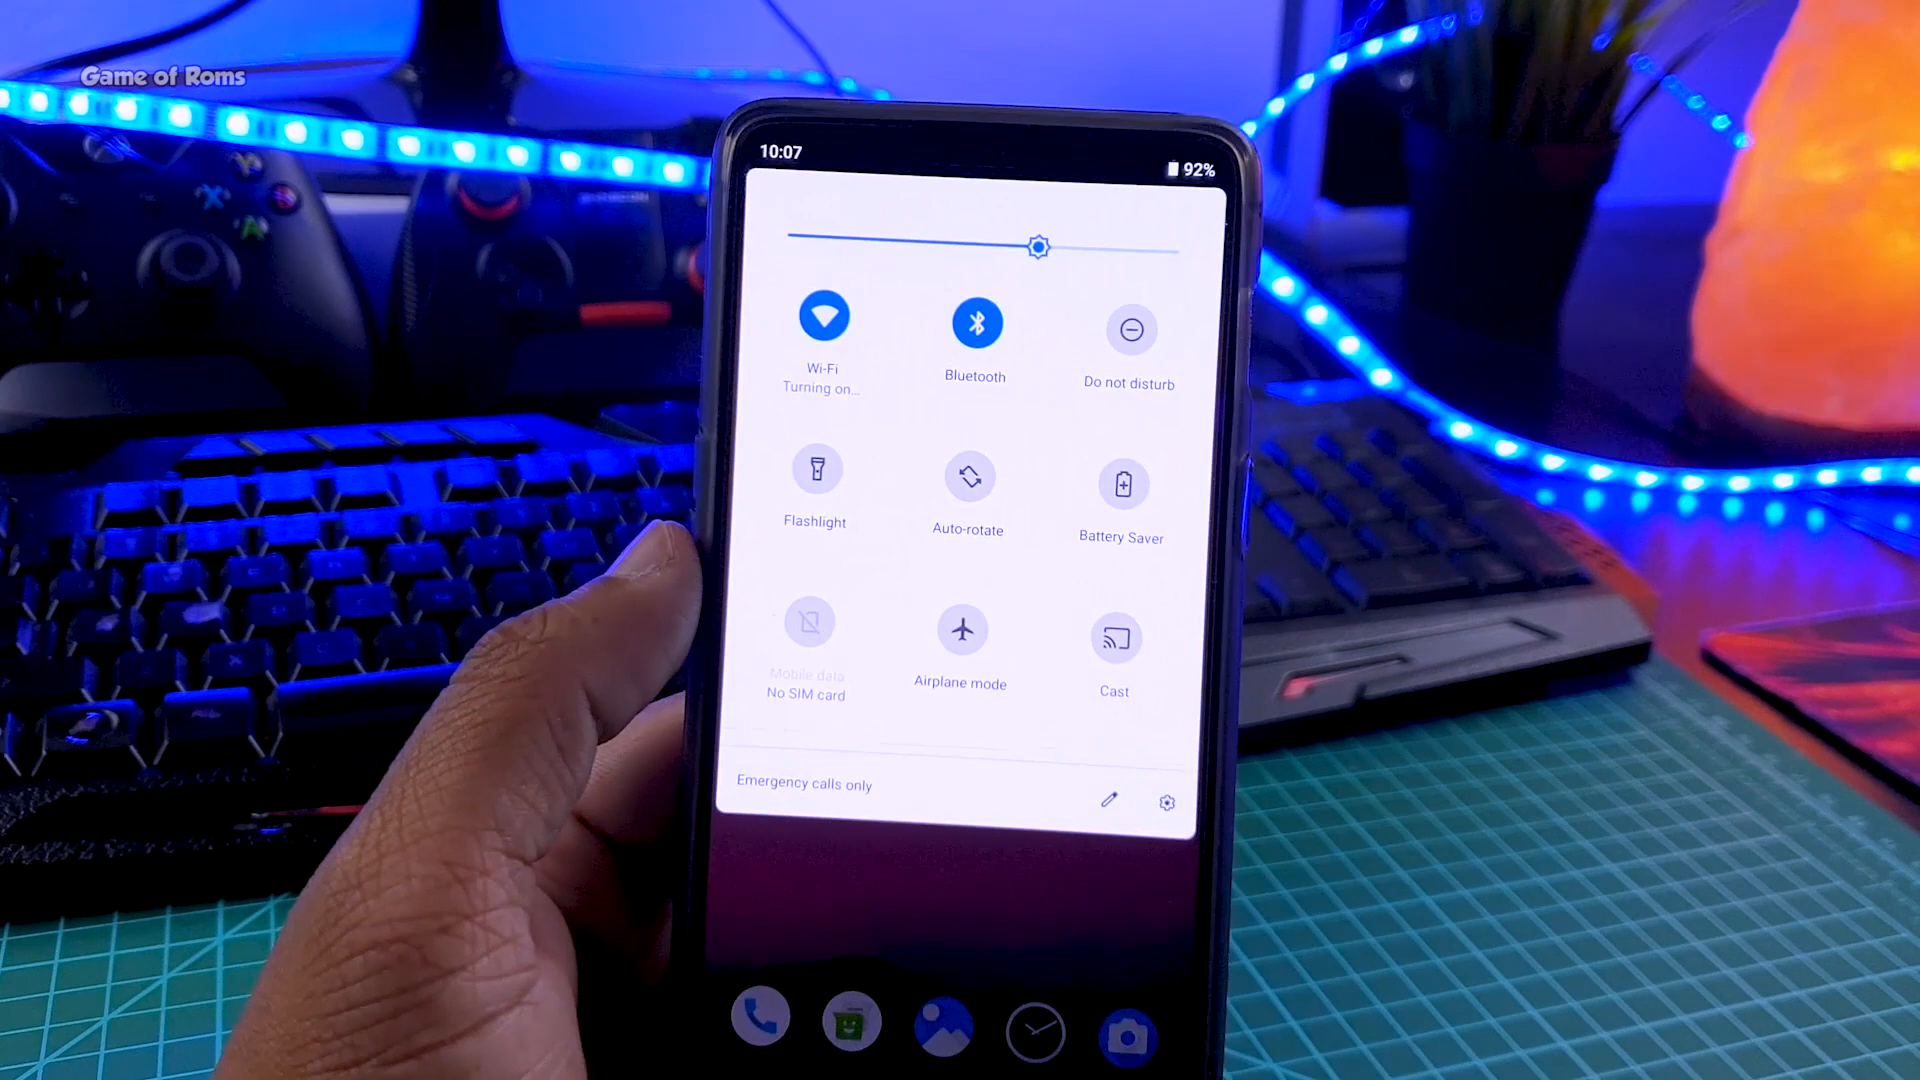 Game of Roms
10:07
92%
Wi-Fi
Turning on...
Bluetooth
Do not disturb
Flashlight
Auto-rotate
Battery Saver
Mobile data
No SIM card
Airplane mode
Cast
Emergency calls only
Y
X
B
A